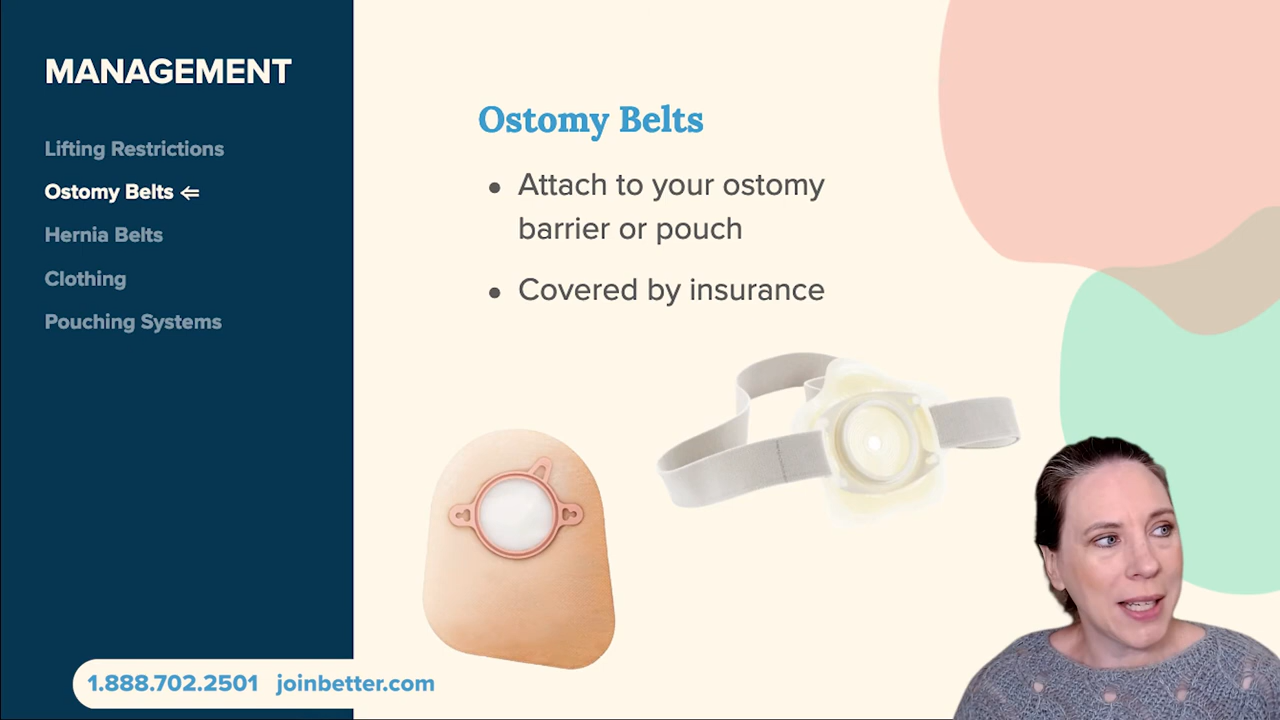 MANAGEMENT
Lifting Restrictions
Ostomy Belts ⇐
Hernia Belts
Clothing
Pouching Systems
Ostomy Belts
• Attach to your ostomy
barrier or pouch
• Covered by insurance
1.888.702.2501 joinbetter.com